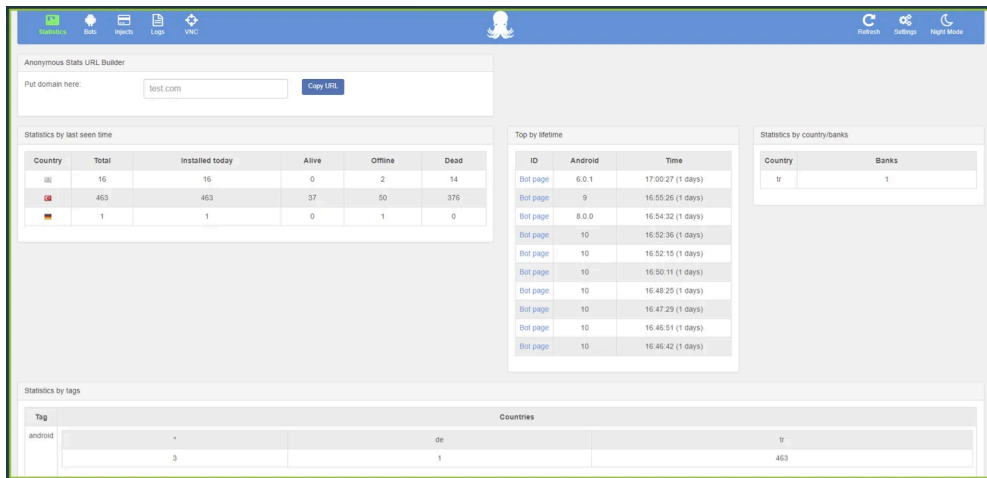 Statistics Bots Injects Logs VNC Refresh Settings Night Mode
Anonymous Stats URL Builder
Put domain here: test.com Copy URL
Statistics by last seen time
Country Total Installed today Alive Offline Dead
16 16 0 2 14
463 463 37 50 376
1 1 0 1 0
Top by lifetime
ID Android Time
Bot page 6.0.1 17:00:27 (1 days)
Bot page 9 16:55:26 (1 days)
Bot page 8.0.0 16:54:32 (1 days)
Bot page 10 16:52:36 (1 days)
Bot page 10 16:52:15 (1 days)
Bot page 10 16:50:11 (1 days)
Bot page 10 16:48:25 (1 days)
Bot page 10 16:47:29 (1 days)
Bot page 10 16:46:51 (1 days)
Bot page 10 16:46:42 (1 days)
Statistics by country/banks
Country Banks
tr 1
Statistics by tags
Tag Countries
android * de tr
3 1 463